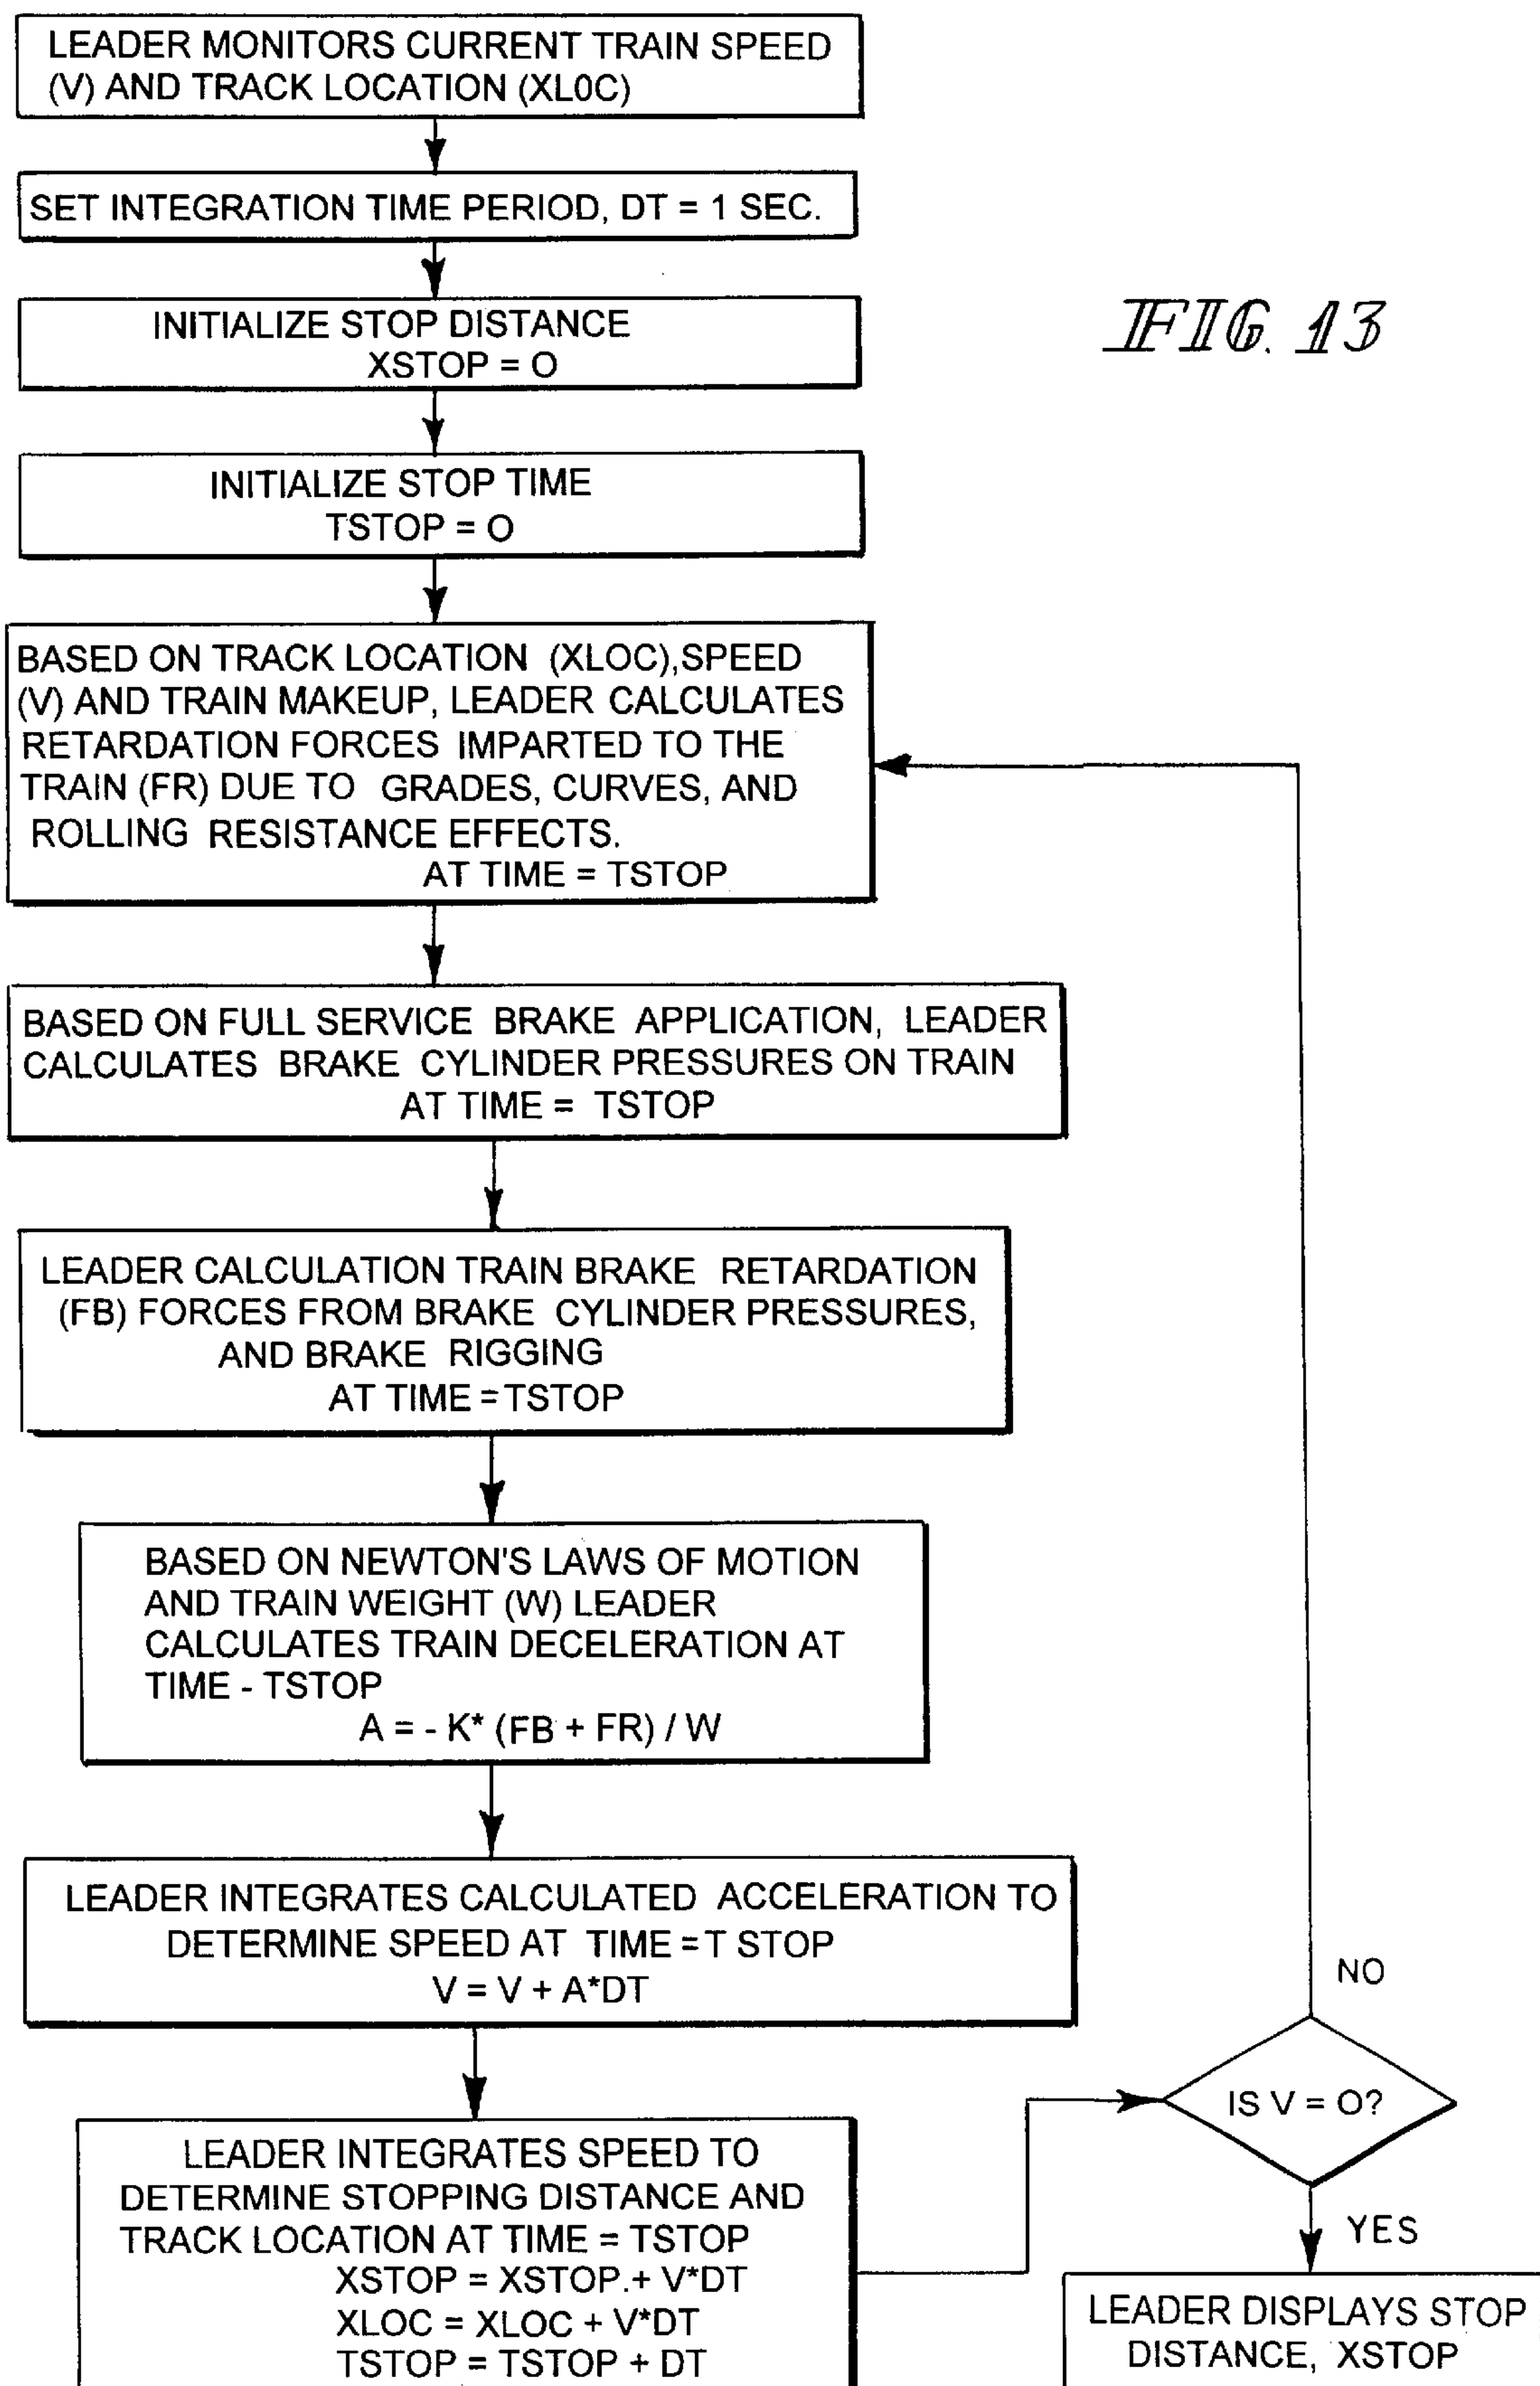 LEADER MONITORS CURRENT TRAIN SPEED
(V) AND TRACK LOCATION (XL0C)
SET INTEGRATION TIME PERIOD, DT = 1 SEC.
INITIALIZE STOP DISTANCE
XSTOP = O
FIG. 13
INITIALIZE STOP TIME
TSTOP = O
BASED ON TRACK LOCATION (XLOC),SPEED
(V) AND TRAIN MAKEUP, LEADER CALCULATES
RETARDATION FORCES IMPARTED TO THE
TRAIN (FR) DUE TO GRADES, CURVES, AND
ROLLING RESISTANCE EFFECTS.
AT TIME = TSTOP
BASED ON FULL SERVICE BRAKE APPLICATION, LEADER
CALCULATES BRAKE CYLINDER PRESSURES ON TRAIN
AT TIME = TSTOP
LEADER CALCULATION TRAIN BRAKE RETARDATION
(FB) FORCES FROM BRAKE CYLINDER PRESSURES,
AND BRAKE RIGGING
AT TIME = TSTOP
BASED ON NEWTON'S LAWS OF MOTION
AND TRAIN WEIGHT (W) LEADER
CALCULATES TRAIN DECELERATION AT
TIME - TSTOP
A = - K* (FB + FR) / W
LEADER INTEGRATES CALCULATED ACCELERATION TO
DETERMINE SPEED AT TIME = T STOP
V = V + A*DT
LEADER INTEGRATES SPEED TO
DETERMINE STOPPING DISTANCE AND
TRACK LOCATION AT TIME = TSTOP
XSTOP = XSTOP + V*DT
XLOC = XLOC + V*DT
TSTOP = TSTOP + DT
NO
IS V = O?
YES
LEADER DISPLAYS STOP
DISTANCE, XSTOP